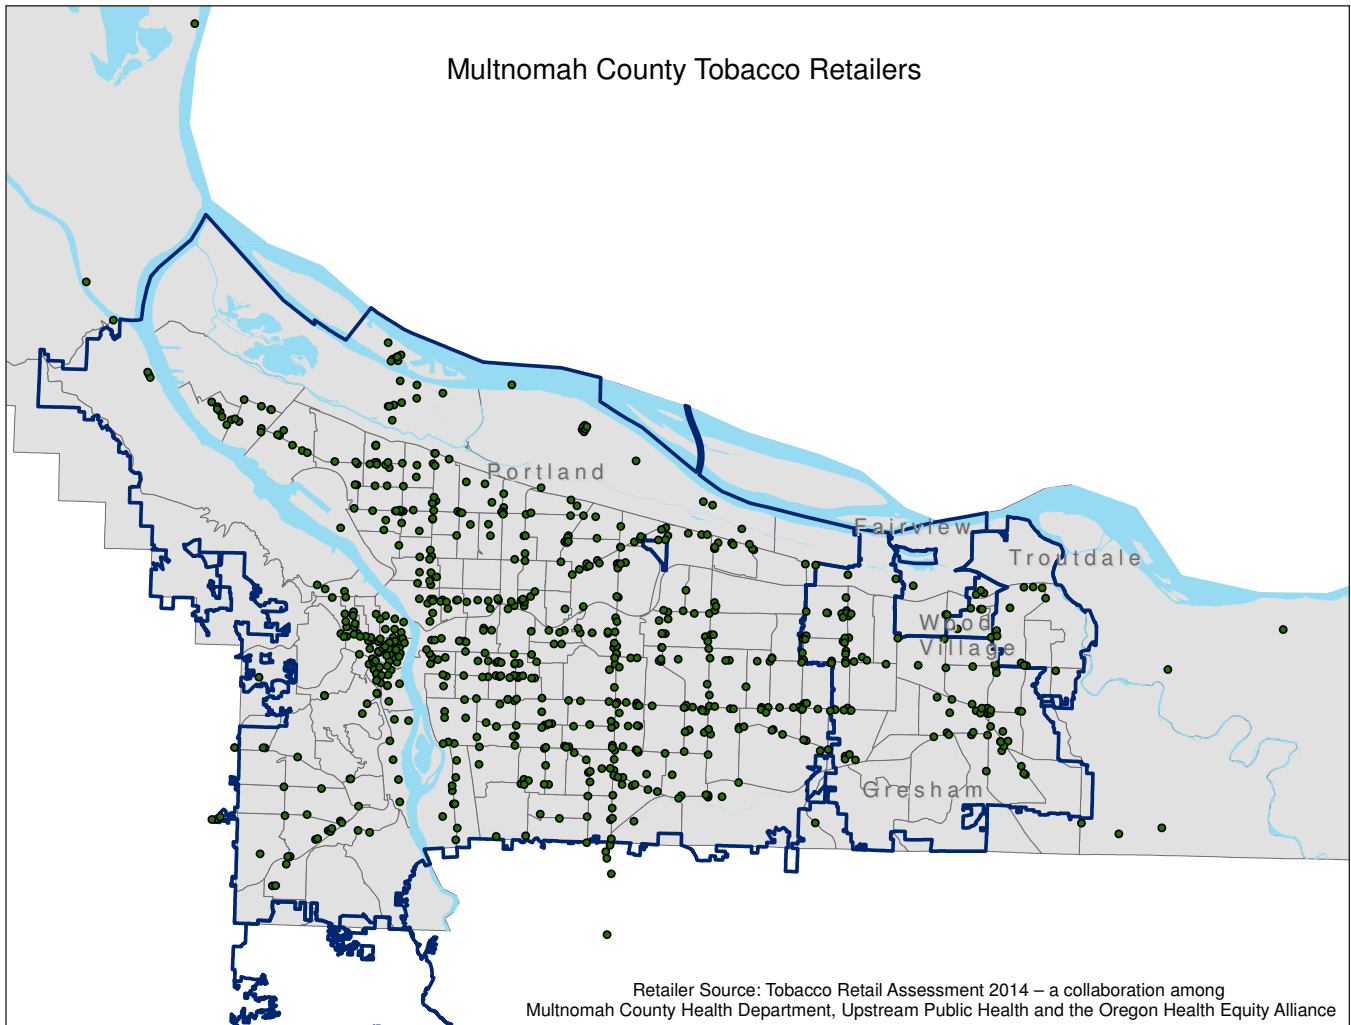 Multnomah County Tobacco Retailers
Portland
Fairview
Troutdale
Wood
Village
Gresham
Retailer Source: Tobacco Retail Assessment 2014 – a collaboration among
Multnomah County Health Department, Upstream Public Health and the Oregon Health Equity Alliance